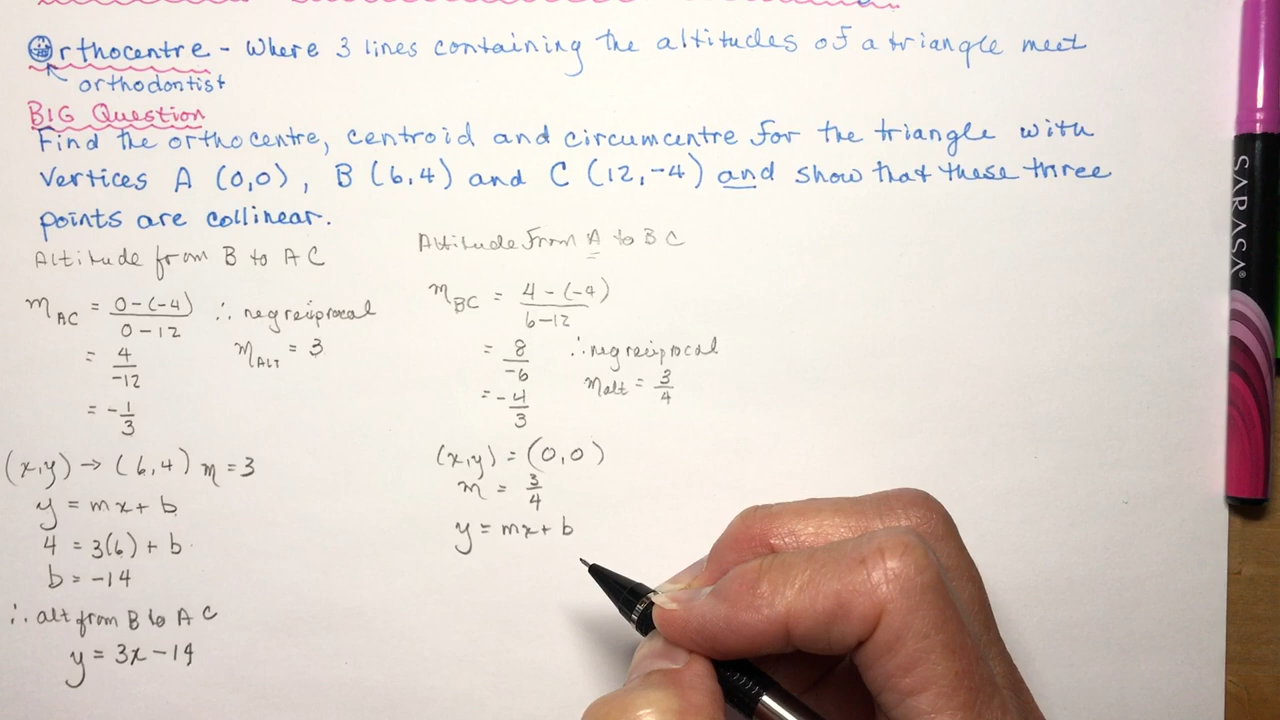 Orthocentre - Where 3 lines containing the altitudes of a triangle meet
orthodontist
BIG Question
Find the orthocentre, centroid and circumcentre for the triangle with
vertices A (0,0), B (6,4) and C (12,-4) and show that these three
points are collinear.
Altitude from B to AC
m_AC = 0-(-4) / 0-12 ∴ neg reciprocal
= 4/-12 m_ALT = 3
= -1/3
(x,y) → (6,4) m = 3
y = mx + b
4 = 3(6) + b
b = -14
∴ alt from B to AC
y = 3x - 14
Altitude from A to BC
m_BC = 4-(-4) / 6-12
= 8/-6 ∴ neg reciprocal
= -4/3 m_alt = 3/4
(x,y) = (0,0)
m = 3/4
y = mx + b
SARASA